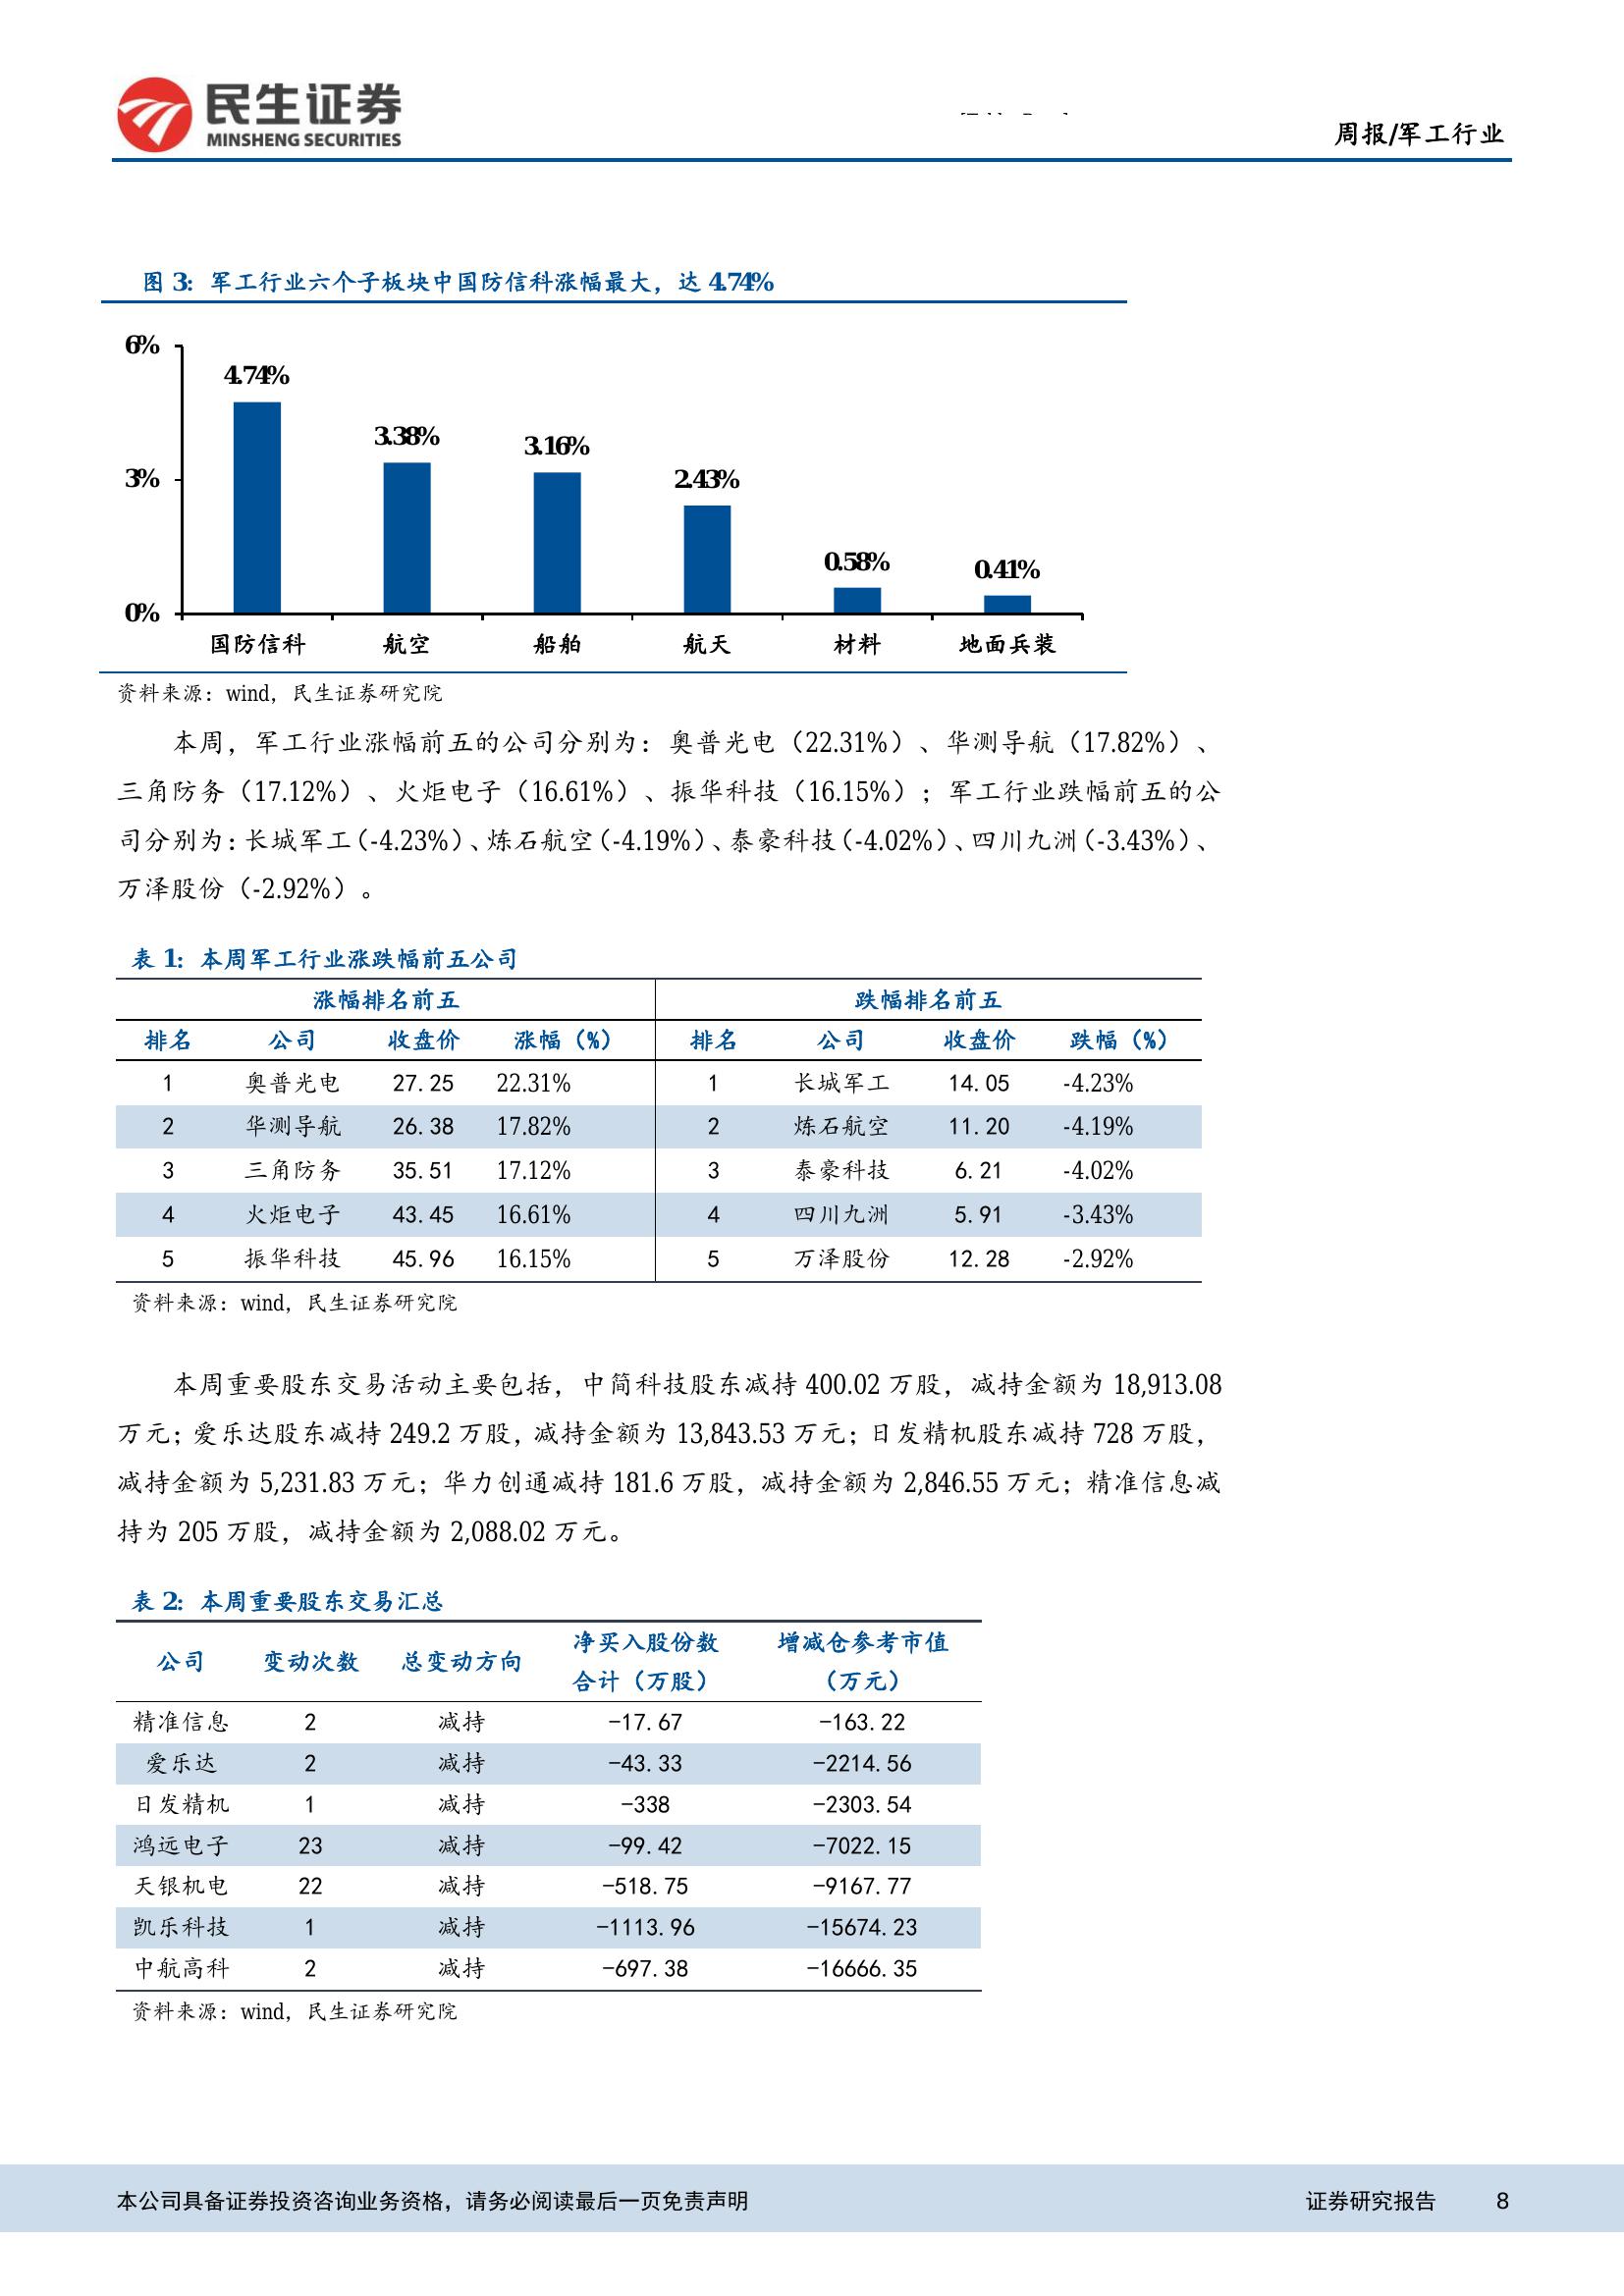 民生证券
MINSHENG SECURITIES
周报/军工行业
图 3：军工行业六个子板块中国防信科涨幅最大，达 4.74%
6%
3%
0%
4.74%
3.38%
3.16%
2.43%
0.58%
0.41%
国防信科 航空 船舶 航天 材料 地面兵装
资料来源：wind，民生证券研究院
本周，军工行业涨幅前五的公司分别为：奥普光电（22.31%）、华测导航（17.82%）、
三角防务（17.12%）、火炬电子（16.61%）、振华科技（16.15%）；军工行业跌幅前五的公
司分别为：长城军工（-4.23%）、炼石航空（-4.19%）、泰豪科技（-4.02%）、四川九洲（-3.43%）、
万泽股份（-2.92%）。
表 1：本周军工行业涨跌幅前五公司
涨幅排名前五 跌幅排名前五
排名 公司 收盘价 涨幅（%） 排名 公司 收盘价 跌幅（%）
1 奥普光电 27.25 22.31% 1 长城军工 14.05 -4.23%
2 华测导航 26.38 17.82% 2 炼石航空 11.20 -4.19%
3 三角防务 35.51 17.12% 3 泰豪科技 6.21 -4.02%
4 火炬电子 43.45 16.61% 4 四川九洲 5.91 -3.43%
5 振华科技 45.96 16.15% 5 万泽股份 12.28 -2.92%
资料来源：wind，民生证券研究院
本周重要股东交易活动主要包括，中简科技股东减持 400.02 万股，减持金额为 18,913.08
万元；爱乐达股东减持 249.2 万股，减持金额为 13,843.53 万元；日发精机股东减持 728 万股，
减持金额为 5,231.83 万元；华力创通减持 181.6 万股，减持金额为 2,846.55 万元；精准信息减
持为 205 万股，减持金额为 2,088.02 万元。
表 2：本周重要股东交易汇总
公司 变动次数 总变动方向 净买入股份数合计（万股） 增减仓参考市值（万元）
精准信息 2 减持 -17.67 -163.22
爱乐达 2 减持 -43.33 -2214.56
日发精机 1 减持 -338 -2303.54
鸿远电子 23 减持 -99.42 -7022.15
天银机电 22 减持 -518.75 -9167.77
凯乐科技 1 减持 -1113.96 -15674.23
中航高科 2 减持 -697.38 -16666.35
资料来源：wind，民生证券研究院
本公司具备证券投资咨询业务资格，请务必阅读最后一页免责声明 证券研究报告 8